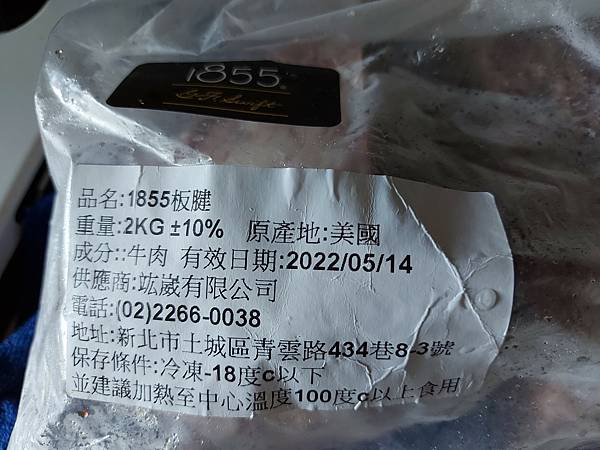 1855
G.F. Swift
品名:1855板腱
重量:2KG ±10% 原產地:美國
成分::牛肉 有效日期:2022/05/14
供應商:竑崴有限公司
電話:(02)2266-0038
地址:新北市土城區青雲路434巷8-3號
保存條件:冷凍-18度c以下
並建議加熱至中心溫度100度c以上食用